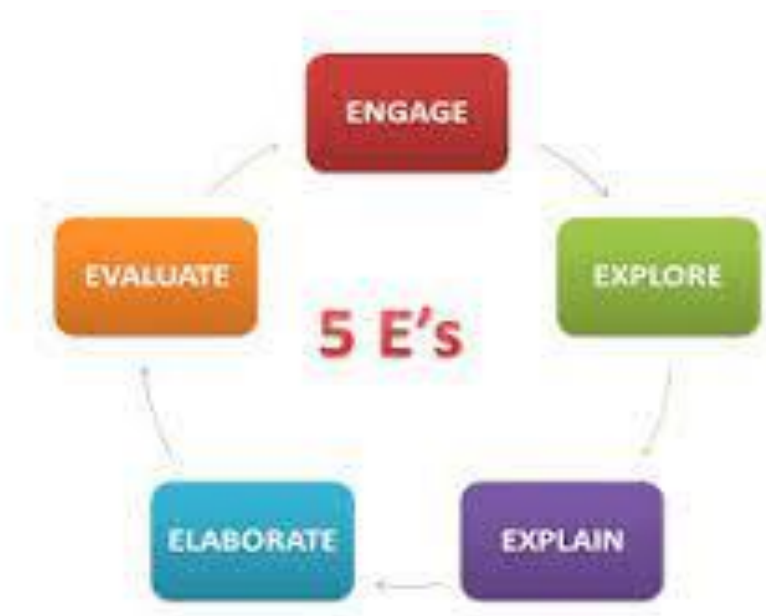 ENGAGE
EXPLORE
EXPLAIN
ELABORATE
EVALUATE
5 E's